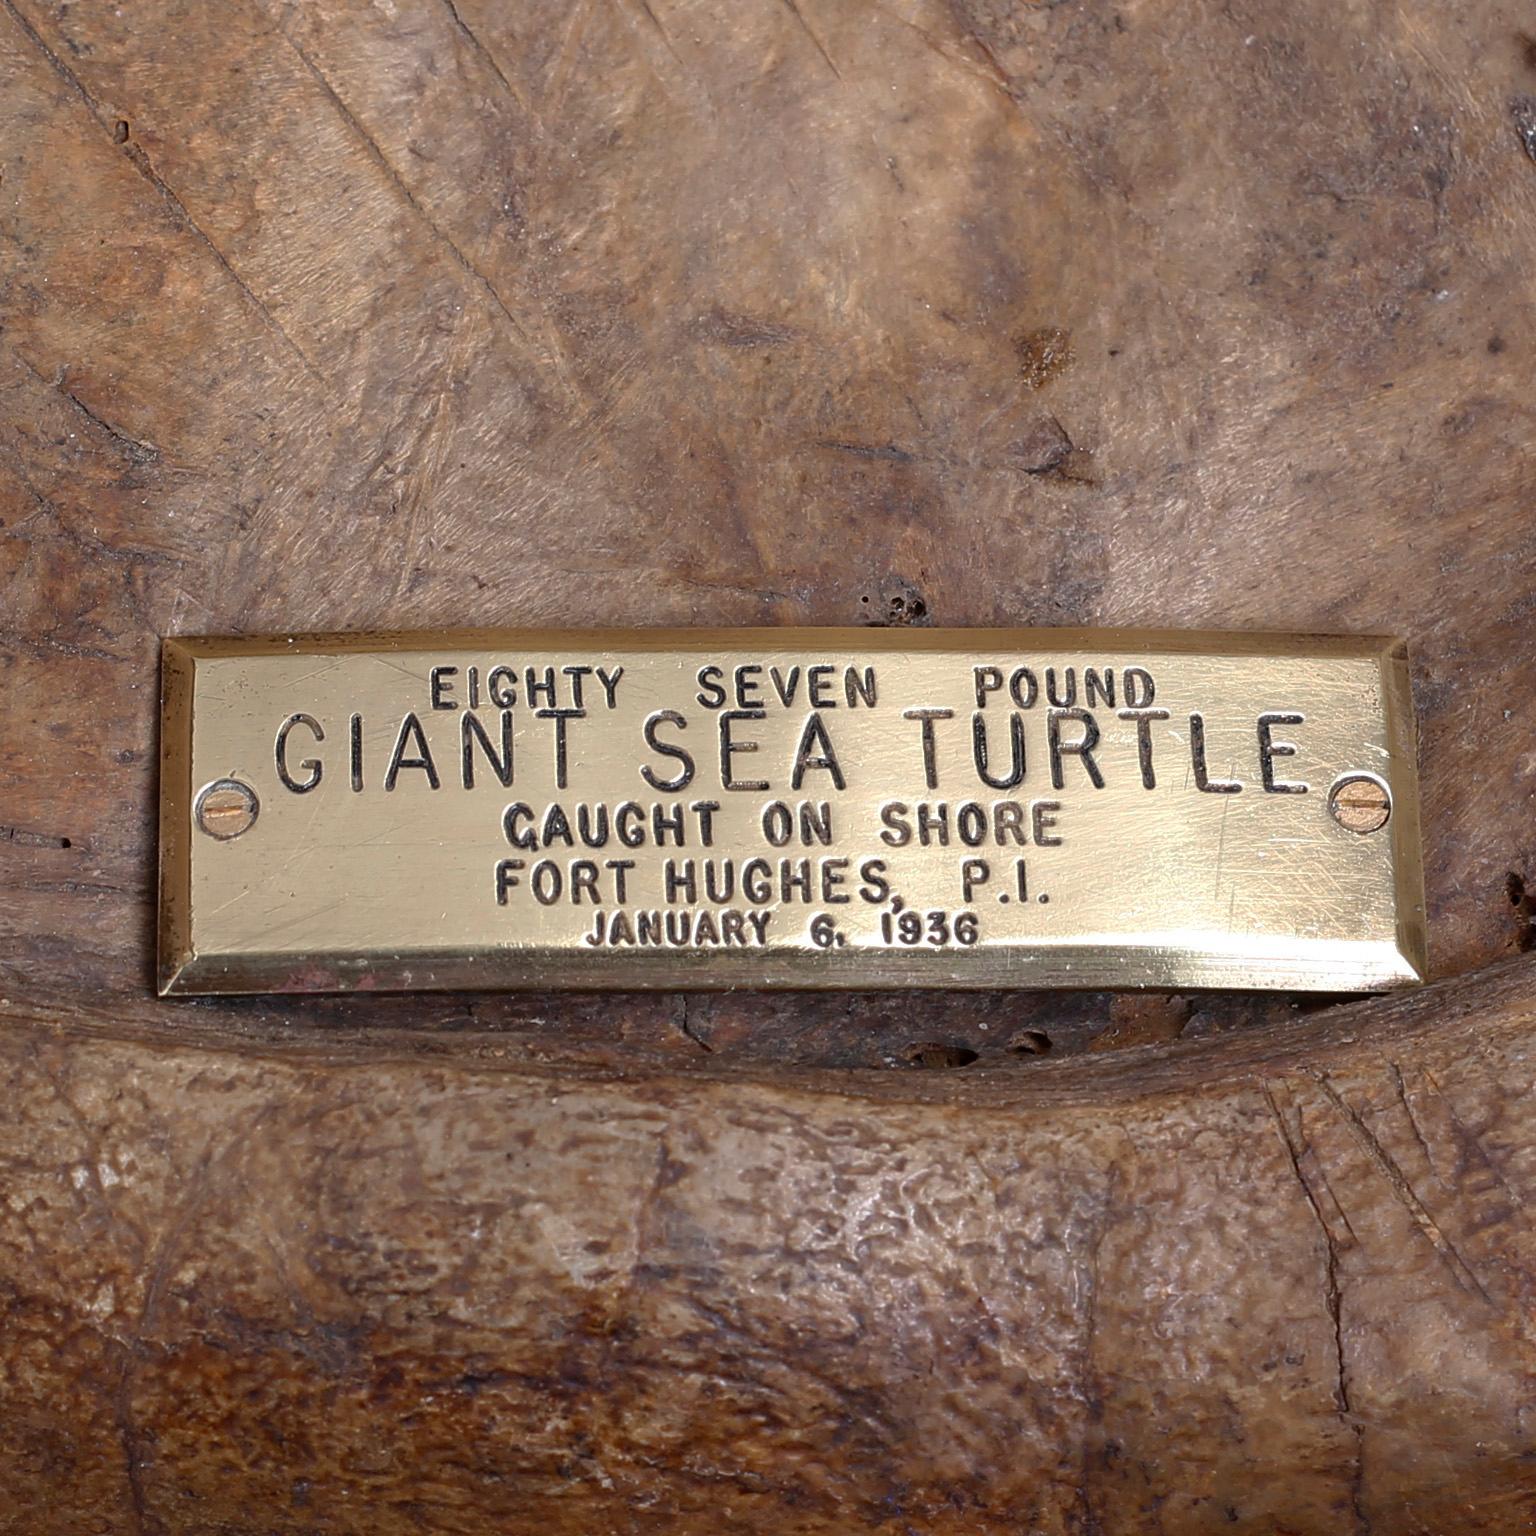 EIGHTY SEVEN POUND
GIANT SEA TURTLE
CAUGHT ON SHORE
FORT HUGHES, P.I.
JANUARY 6, 1936